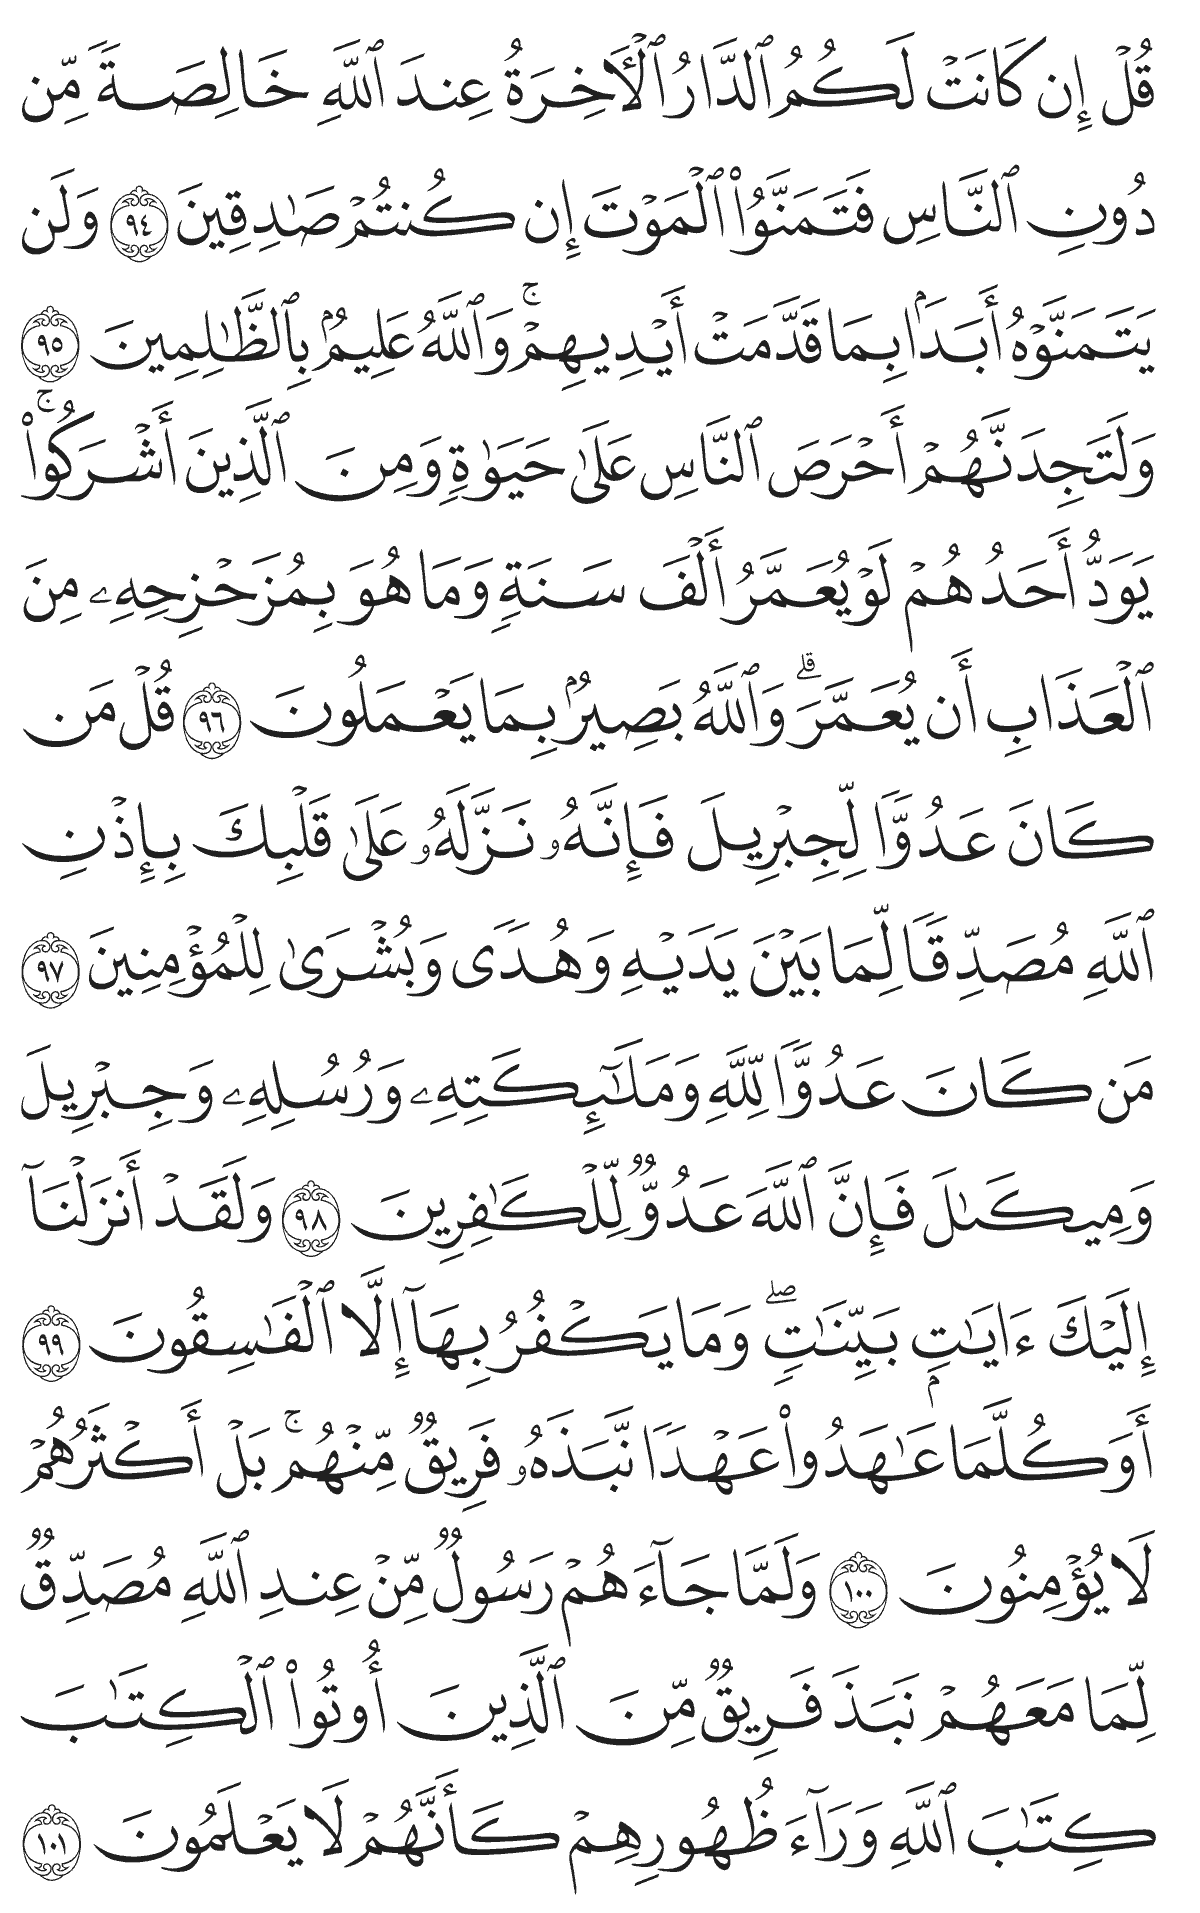 قُلْ إِن كَانَتْ لَكُمُ ٱلدَّارُ ٱلْأَخِرَةُ عِندَ ٱللَّهِ خَالِصَةً مِّن
دُونِ ٱلنَّاسِ فَتَمَنَّوُا۟ ٱلْمَوْتَ إِن كُنتُمْ صَـٰدِقِينَ ٩٤ وَلَن
يَتَمَنَّوْهُ أَبَدًۢا بِمَا قَدَّمَتْ أَيْدِيهِمْ ۚ وَٱللَّهُ عَلِيمٌۢ بِٱلظَّـٰلِمِينَ ٩٥
وَلَتَجِدَنَّهُمْ أَحْرَصَ ٱلنَّاسِ عَلَىٰ حَيَوٰةٍ وَمِنَ ٱلَّذِينَ أَشْرَكُوا۟ ۚ
يَوَدُّ أَحَدُهُمْ لَوْ يُعَمَّرُ أَلْفَ سَنَةٍ وَمَا هُوَ بِمُزَحْزِحِهِۦ مِنَ
ٱلْعَذَابِ أَن يُعَمَّرَ ۗ وَٱللَّهُ بَصِيرٌۢ بِمَا يَعْمَلُونَ ٩٦ قُلْ مَن
كَانَ عَدُوًّا لِّجِبْرِيلَ فَإِنَّهُۥ نَزَّلَهُۥ عَلَىٰ قَلْبِكَ بِإِذْنِ
ٱللَّهِ مُصَدِّقًا لِّمَا بَيْنَ يَدَيْهِ وَهُدًى وَبُشْرَىٰ لِلْمُؤْمِنِينَ ٩٧
مَن كَانَ عَدُوًّا لِّلَّهِ وَمَلَـٰٓئِكَتِهِۦ وَرُسُلِهِۦ وَجِبْرِيلَ
وَمِيكَىٰلَ فَإِنَّ ٱللَّهَ عَدُوٌّ لِّلْكَـٰفِرِينَ ٩٨ وَلَقَدْ أَنزَلْنَآ
إِلَيْكَ ءَايَـٰتٍۭ بَيِّنَـٰتٍ ۖ وَمَا يَكْفُرُ بِهَآ إِلَّا ٱلْفَـٰسِقُونَ ٩٩
أَوَكُلَّمَا عَـٰهَدُوا۟ عَهْدًا نَّبَذَهُۥ فَرِيقٌ مِّنْهُم ۚ بَلْ أَكْثَرُهُمْ
لَا يُؤْمِنُونَ ١٠٠ وَلَمَّا جَآءَهُمْ رَسُولٌ مِّنْ عِندِ ٱللَّهِ مُصَدِّقٌ
لِّمَا مَعَهُمْ نَبَذَ فَرِيقٌ مِّنَ ٱلَّذِينَ أُوتُوا۟ ٱلْكِتَـٰبَ
كِتَـٰبَ ٱللَّهِ وَرَآءَ ظُهُورِهِمْ كَأَنَّهُمْ لَا يَعْلَمُونَ ١٠١